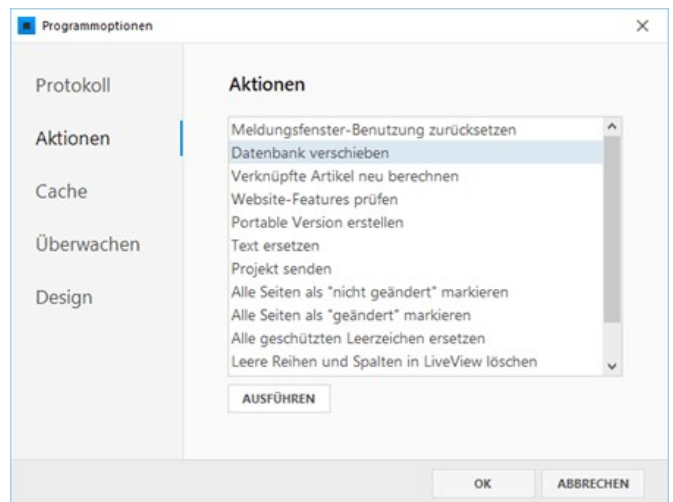 Programmoptionen
Protokoll
Aktionen
Cache
Überwachen
Design
Aktionen
Meldungsfenster-Benutzung zurücksetzen
Datenbank verschieben
Verknüpfte Artikel neu berechnen
Website-Features prüfen
Portable Version erstellen
Text ersetzen
Projekt senden
Alle Seiten als "nicht geändert" markieren
Alle Seiten als "geändert" markieren
Alle geschützten Leerzeichen ersetzen
Leere Reihen und Spalten in LiveView löschen
AUSFÜHREN
OK
ABBRECHEN